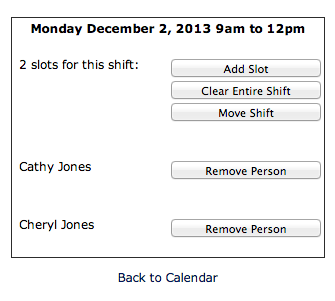 Monday December 2, 2013 9am to 12pm
2 slots for this shift:
Add Slot
Clear Entire Shift
Move Shift
Cathy Jones
Remove Person
Cheryl Jones
Remove Person
Back to Calendar